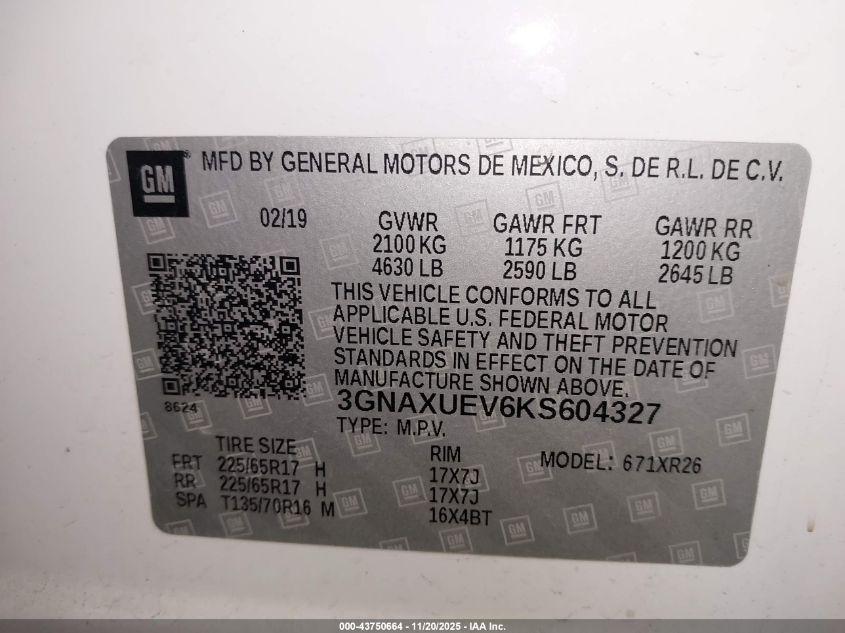 GM MFD BY GENERAL MOTORS DE MEXICO, S. DE R.L. DE C.V.
02/19 GVWR GAWR FRT GAWR RR
2100 KG 1175 KG 1200 KG
4630 LB 2590 LB 2645 LB
THIS VEHICLE CONFORMS TO ALL
APPLICABLE U.S. FEDERAL MOTOR
VEHICLE SAFETY AND THEFT PREVENTION
STANDARDS IN EFFECT ON THE DATE OF
MANUFACTURE SHOWN ABOVE.
8624 3GNAXUEV6KS604327
TYPE: M.P.V.
TIRE SIZE RIM MODEL: 671XR26
FRT 225/65R17 H 17X7J
RR 225/65R17 H 17X7J
SPA T135/70R16 M 16X4BT
000-43750664 - 11/20/2025 - IAA Inc.